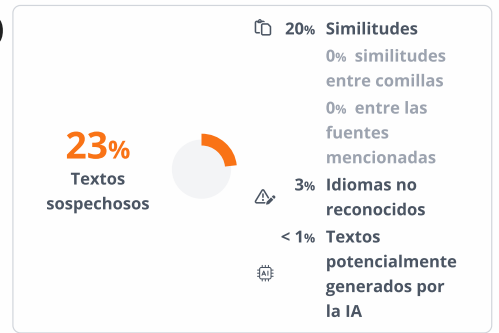 23%
Textos
sospechosos
20% Similitudes
0% similitudes
entre comillas
0% entre las
fuentes
mencionadas
3% Idiomas no
reconocidos
< 1% Textos
potencialmente
generados por
la IA
AI